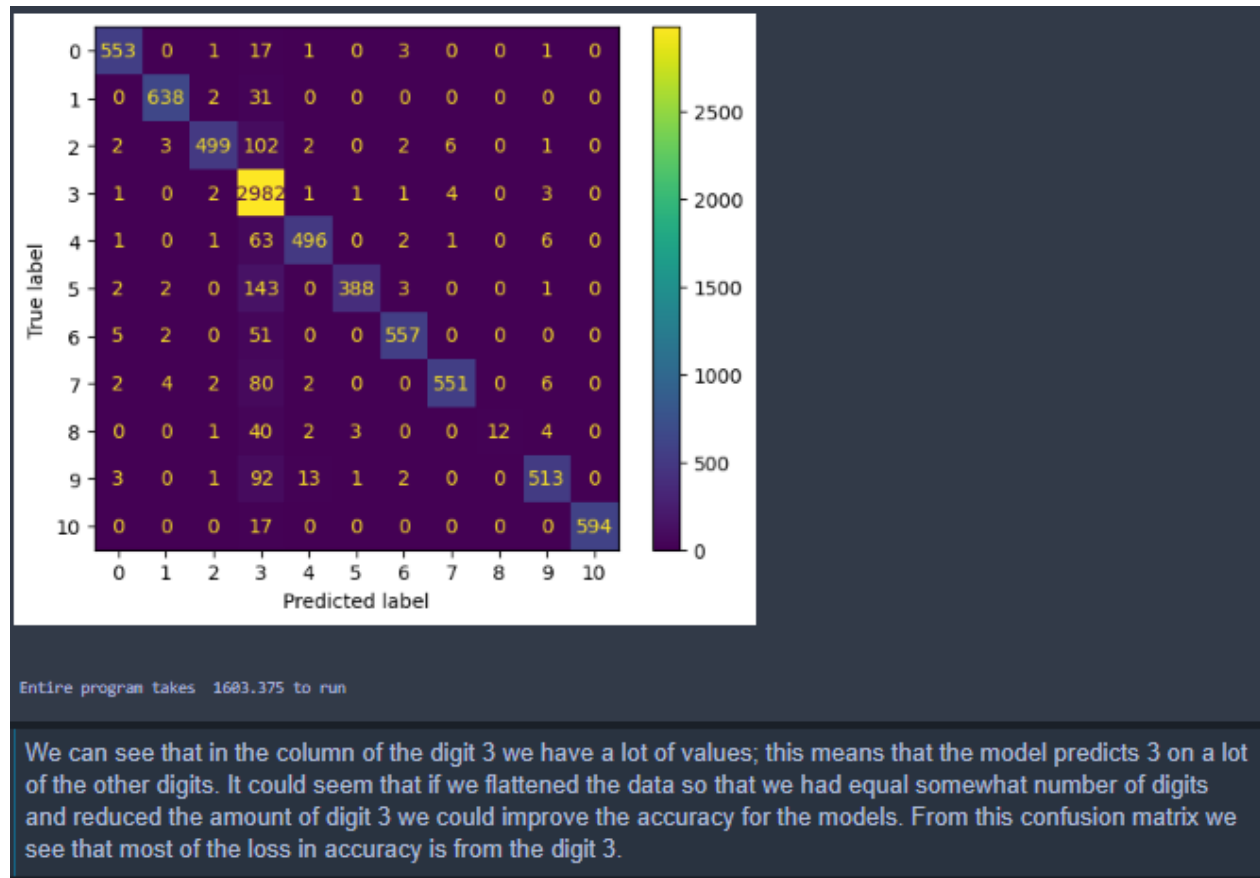 0 553 0 1 17 1 0 3 0 0 1 0
1 0 638 2 31 0 0 0 0 0 0 0
2 2 3 499 102 2 0 2 6 0 1 0
3 1 0 2 2982 1 1 1 4 0 3 0
4 1 0 1 63 496 0 2 1 0 6 0
5 2 2 0 143 0 388 3 0 0 1 0
6 5 2 0 51 0 0 557 0 0 0 0
7 2 4 2 80 2 0 0 551 0 6 0
8 0 0 1 40 2 3 0 0 12 4 0
9 3 0 1 92 13 1 2 0 0 513 0
10 0 0 0 17 0 0 0 0 0 0 594
0 1 2 3 4 5 6 7 8 9 10
True label
Predicted label
2500
2000
1500
1000
500
0
Entire program takes 1603.375 to run
We can see that in the column of the digit 3 we have a lot of values; this means that the model predicts 3 on a lot
of the other digits. It could seem that if we flattened the data so that we had equal somewhat number of digits
and reduced the amount of digit 3 we could improve the accuracy for the models. From this confusion matrix we
see that most of the loss in accuracy is from the digit 3.